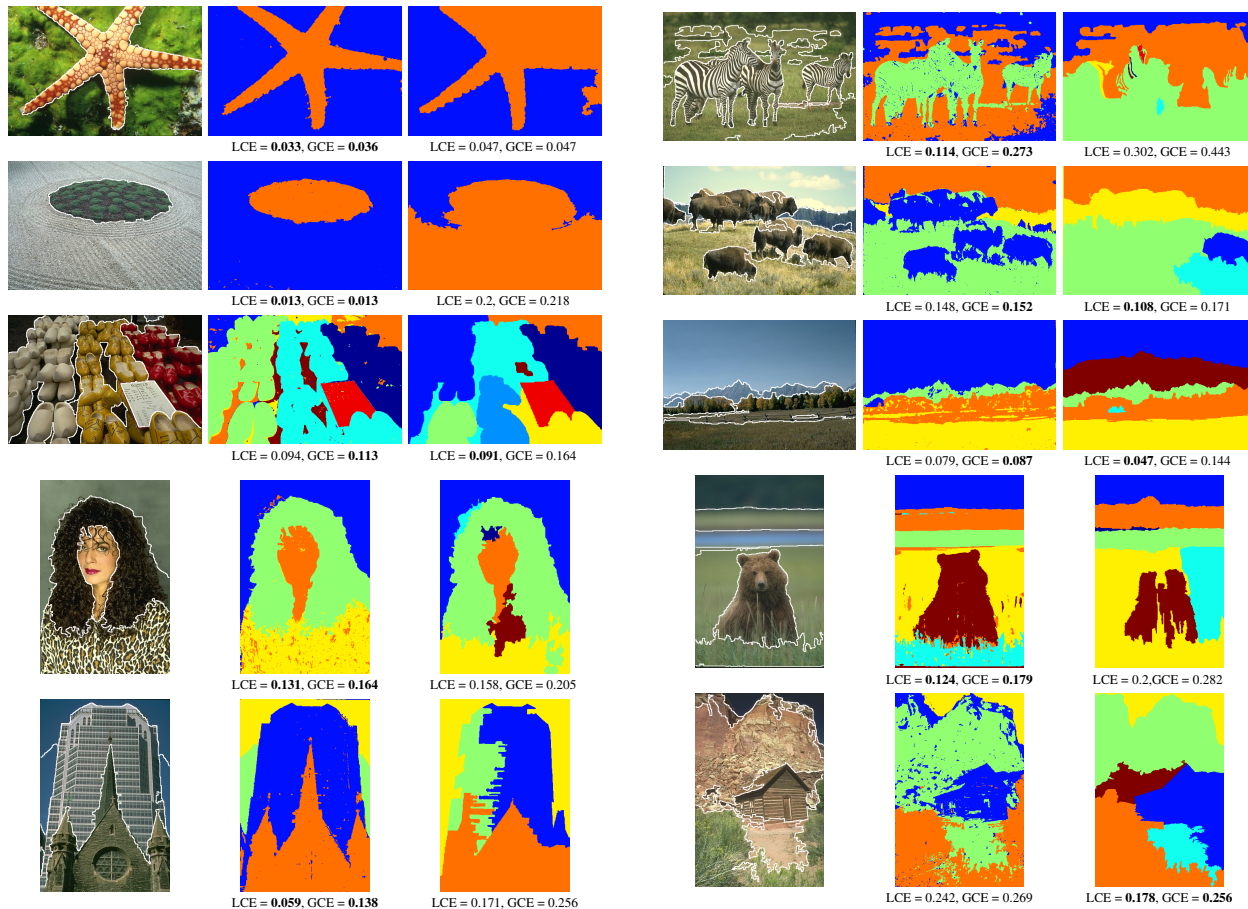 LCE = 0.033, GCE = 0.036
LCE = 0.047, GCE = 0.047
LCE = 0.013, GCE = 0.013
LCE = 0.2, GCE = 0.218
LCE = 0.094, GCE = 0.113
LCE = 0.091, GCE = 0.164
LCE = 0.131, GCE = 0.164
LCE = 0.158, GCE = 0.205
LCE = 0.059, GCE = 0.138
LCE = 0.171, GCE = 0.256
LCE = 0.114, GCE = 0.273
LCE = 0.302, GCE = 0.443
LCE = 0.148, GCE = 0.152
LCE = 0.108, GCE = 0.171
LCE = 0.079, GCE = 0.087
LCE = 0.047, GCE = 0.144
LCE = 0.124, GCE = 0.179
LCE = 0.2,GCE = 0.282
LCE = 0.242, GCE = 0.269
LCE = 0.178, GCE = 0.256